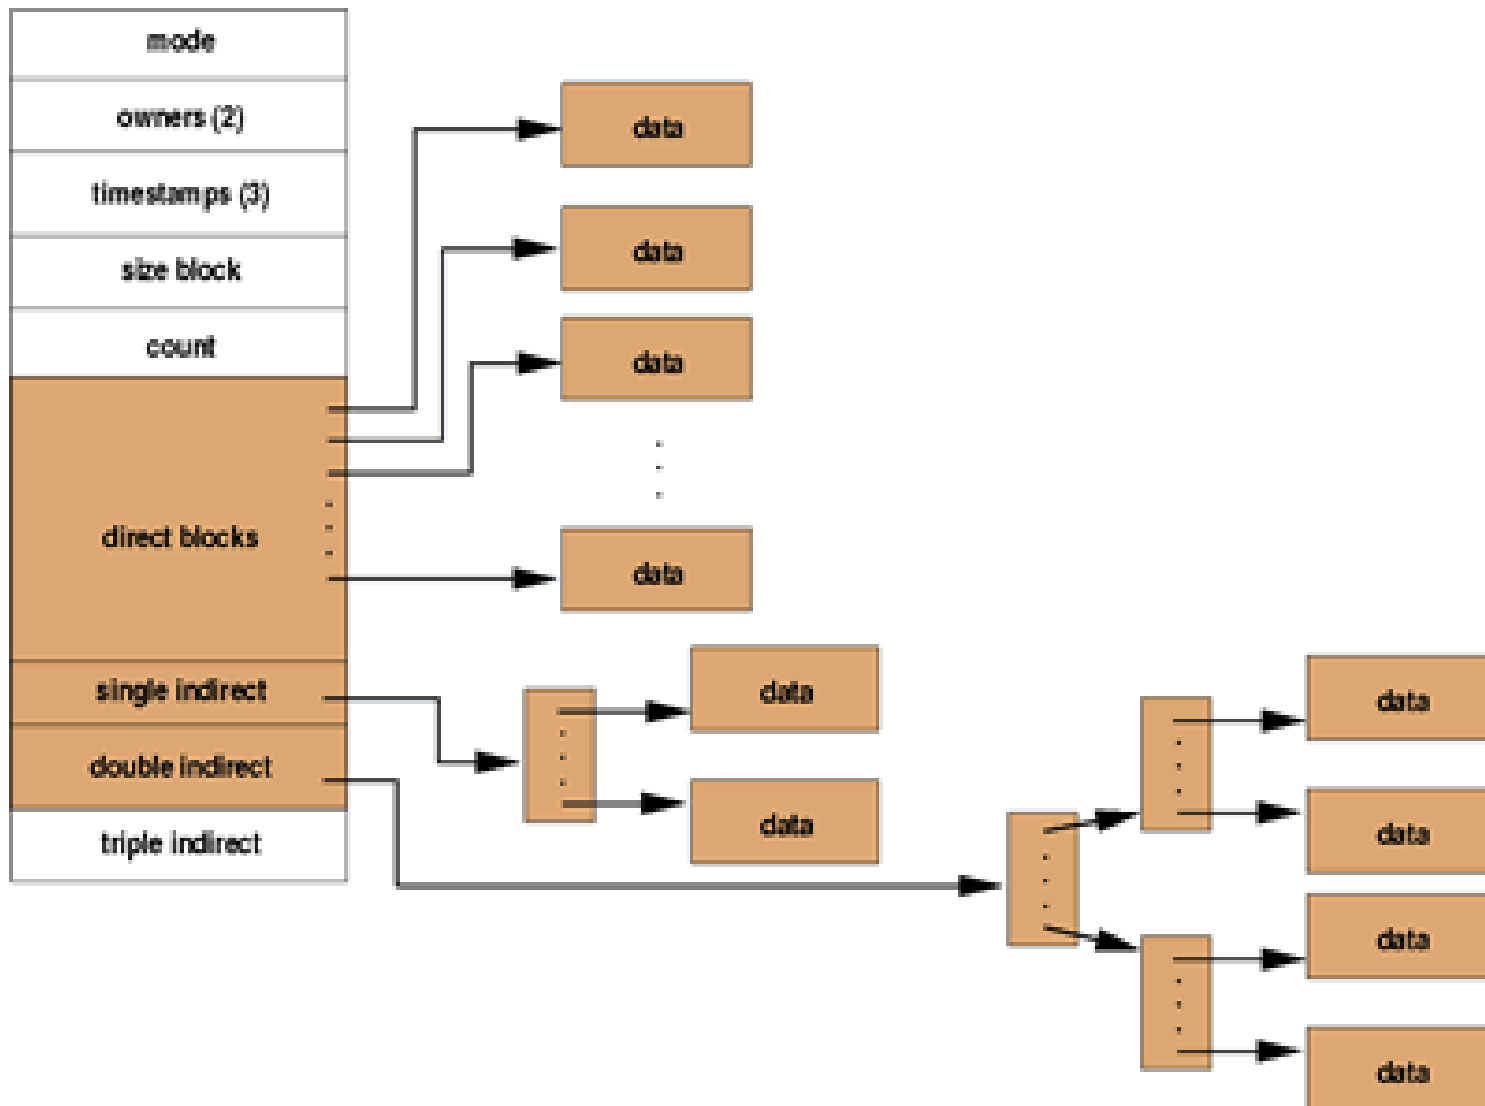 mode
owners (2)
timestamps (3)
size block
count
direct blocks
single indirect
double indirect
triple indirect
data
data
data
data
data
data
data
data
data
data